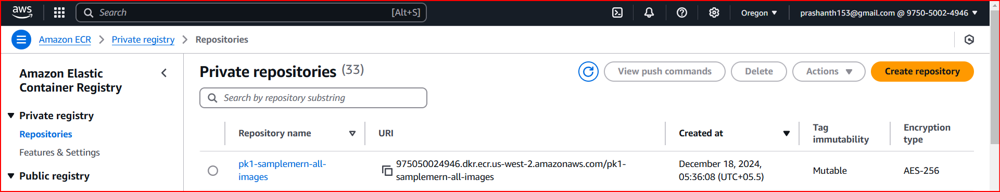 aws
Search [Alt+S] Oregon prashanth153@gmail.com @ 9750-5002-4946
Amazon ECR Private registry Repositories
Amazon Elastic
Container Registry
Private registry
Repositories
Features & Settings
Public registry
Private repositories (33)
View push commands Delete Actions Create repository
Search by repository substring
Repository name URI Created at Tag immutability Encryption type
pk1-samplemern-all-
images
975050024946.dkr.ecr.us-west-2.amazonaws.com/pk1-
samplemern-all-images
December 18, 2024,
05:36:08 (UTC+05.5)
Mutable
AES-256